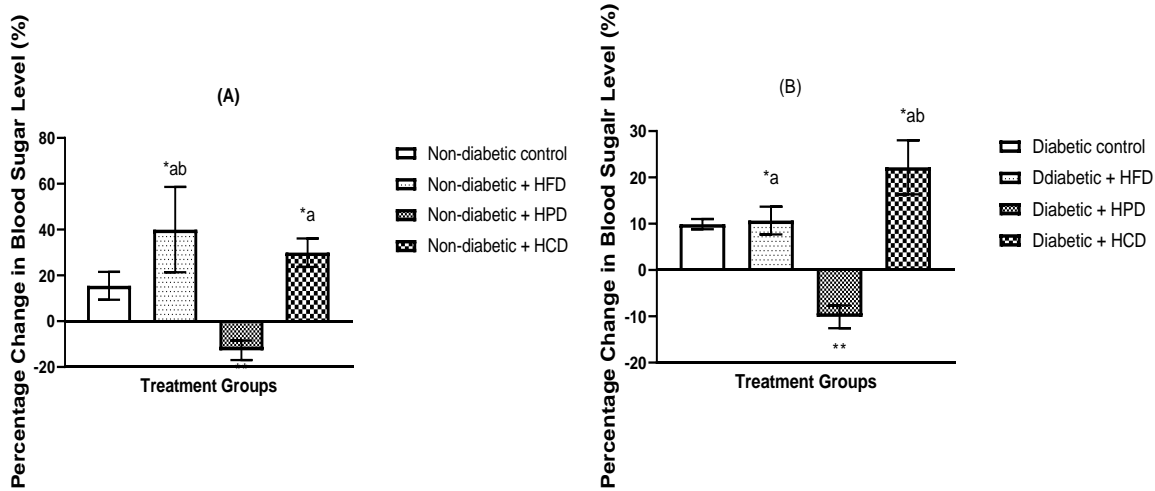 (A)
Percentage Change in Blood Sugar Level (%)
80
60
40
20
0
-20
*ab
**
*a
Treatment Groups
Non-diabetic control
Non-diabetic + HFD
Non-diabetic + HPD
Non-diabetic + HCD
(B)
Percentage Change in Blood Sugalr Level (%)
30
20
10
0
-10
-20
*a
**
*ab
Treatment Groups
Diabetic control
Ddiabetic + HFD
Diabetic + HPD
Diabetic + HCD